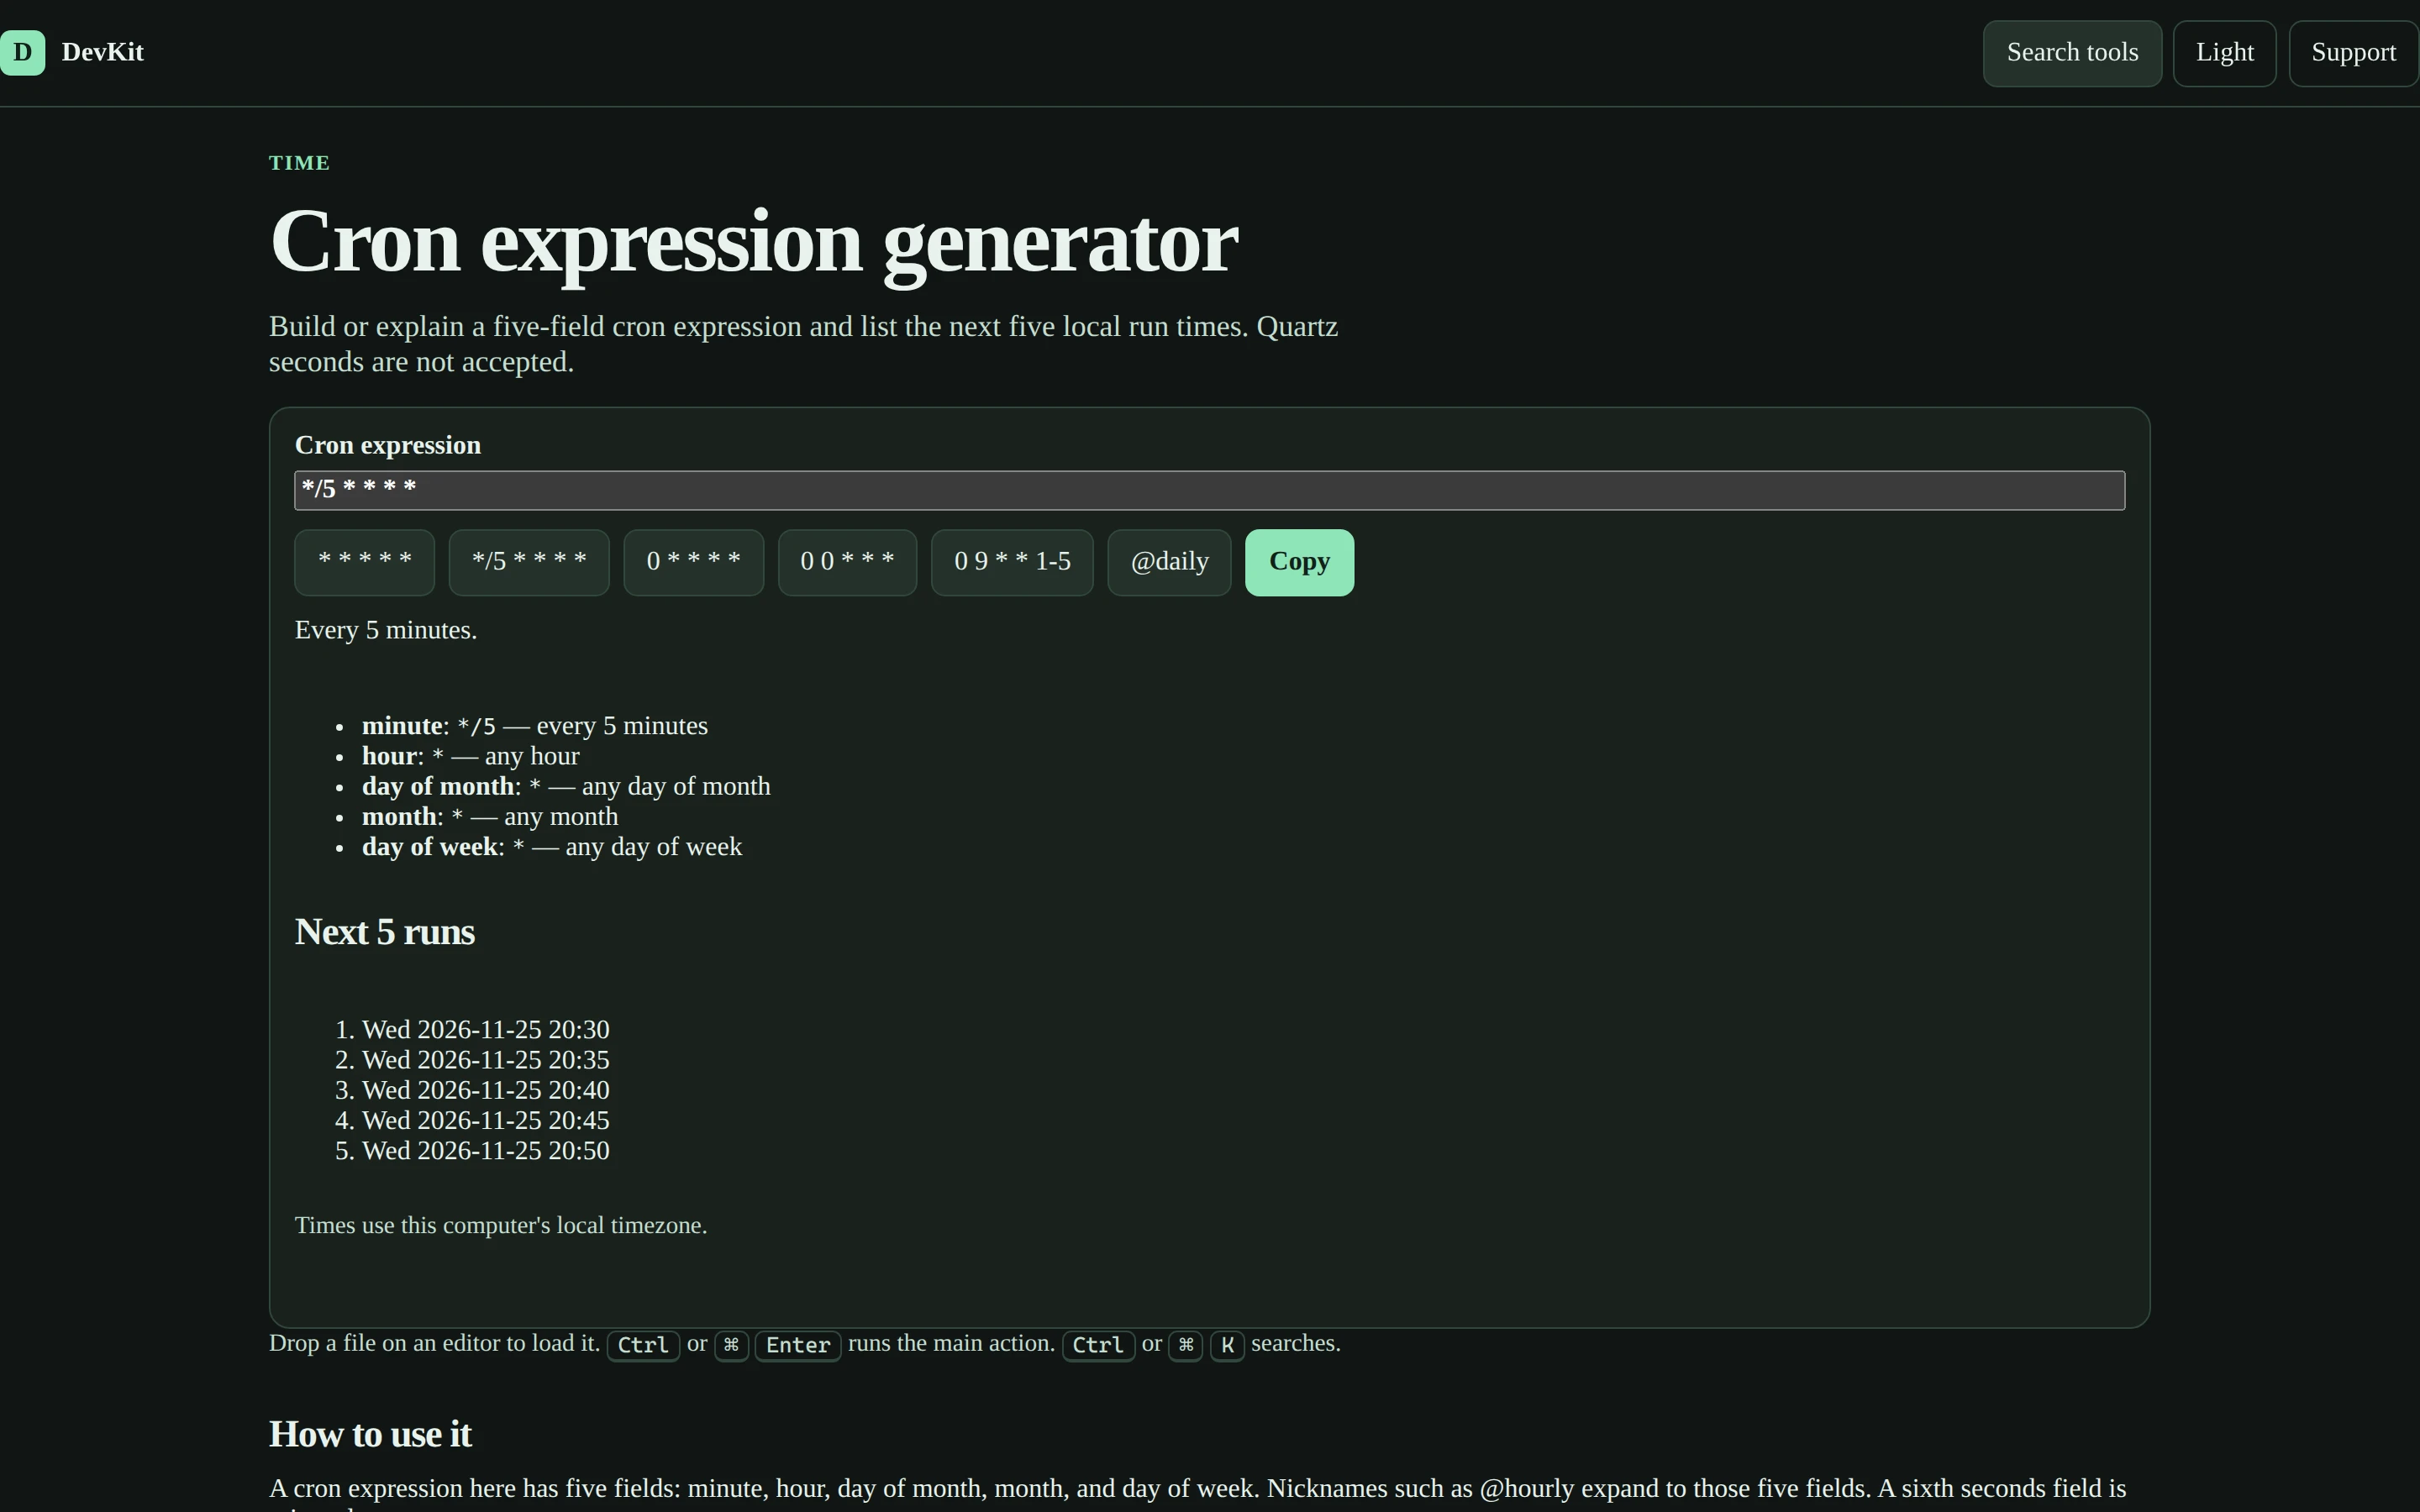 D DevKit Search tools Light Support
TIME
Cron expression generator
Build or explain a five-field cron expression and list the next five local run times. Quartz
seconds are not accepted.
Cron expression
*/5 * * * *
* * * * * */5 * * * * 0 * * * * 0 0 * * * 0 9 * * 1-5 @daily Copy
Every 5 minutes.
• minute: */5 — every 5 minutes
• hour: * — any hour
• day of month: * — any day of month
• month: * — any month
• day of week: * — any day of week
Next 5 runs
1. Wed 2026-11-25 20:30
2. Wed 2026-11-25 20:35
3. Wed 2026-11-25 20:40
4. Wed 2026-11-25 20:45
5. Wed 2026-11-25 20:50
Times use this computer's local timezone.
Drop a file on an editor to load it. Ctrl or ⌘ Enter runs the main action. Ctrl or ⌘ K searches.
How to use it
A cron expression here has five fields: minute, hour, day of month, month, and day of week. Nicknames such as @hourly expand to those five fields. A sixth seconds field is